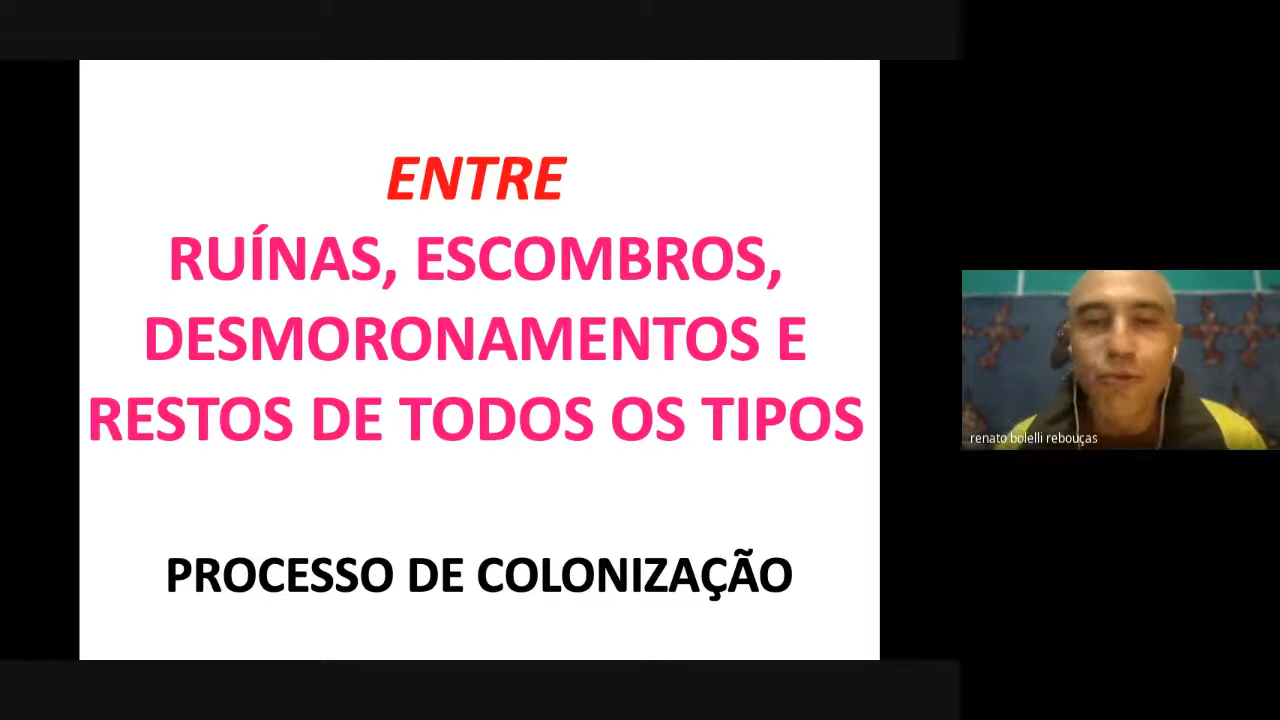 ENTRE
RUÍNAS, ESCOMBROS,
DESMORONAMENTOS E
RESTOS DE TODOS OS TIPOS
PROCESSO DE COLONIZAÇÃO
renato bolelli rebouças